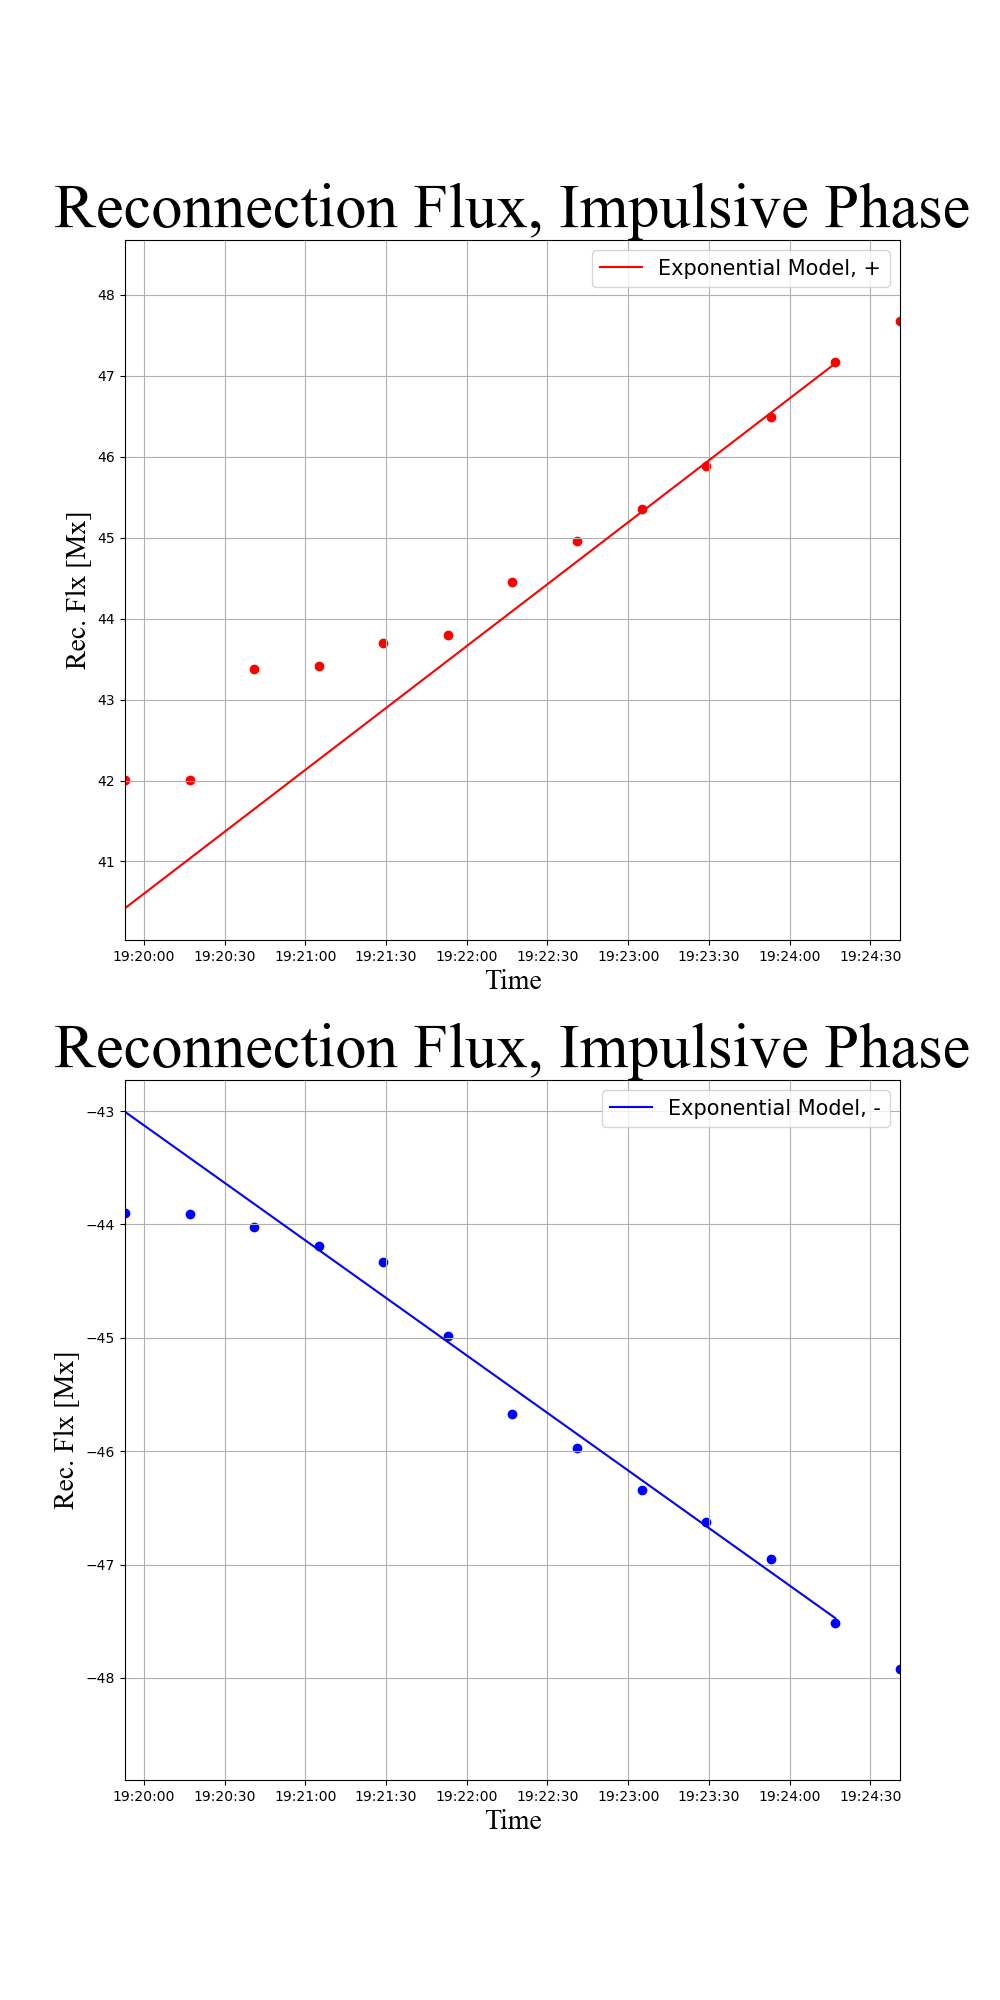 Reconnection Flux, Impulsive Phase
Exponential Model, +
48
47
46
45
44
43
42
41
Rec. Flx [Mx]
19:20:00 19:20:30 19:21:00 19:21:30 19:22:00 19:22:30 19:23:00 19:23:30 19:24:00 19:24:30
Time
Reconnection Flux, Impulsive Phase
Exponential Model, -
−43
−44
−45
−46
−47
−48
Rec. Flx [Mx]
19:20:00 19:20:30 19:21:00 19:21:30 19:22:00 19:22:30 19:23:00 19:23:30 19:24:00 19:24:30
Time